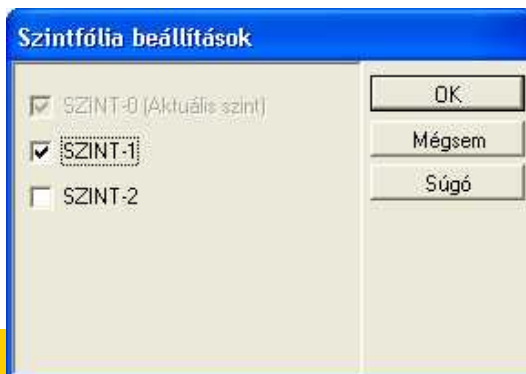 Szintfólia beállítások
SZINT-0 (Aktuális szint)
SZINT-1
SZINT-2
OK
Mégsem
Súgó